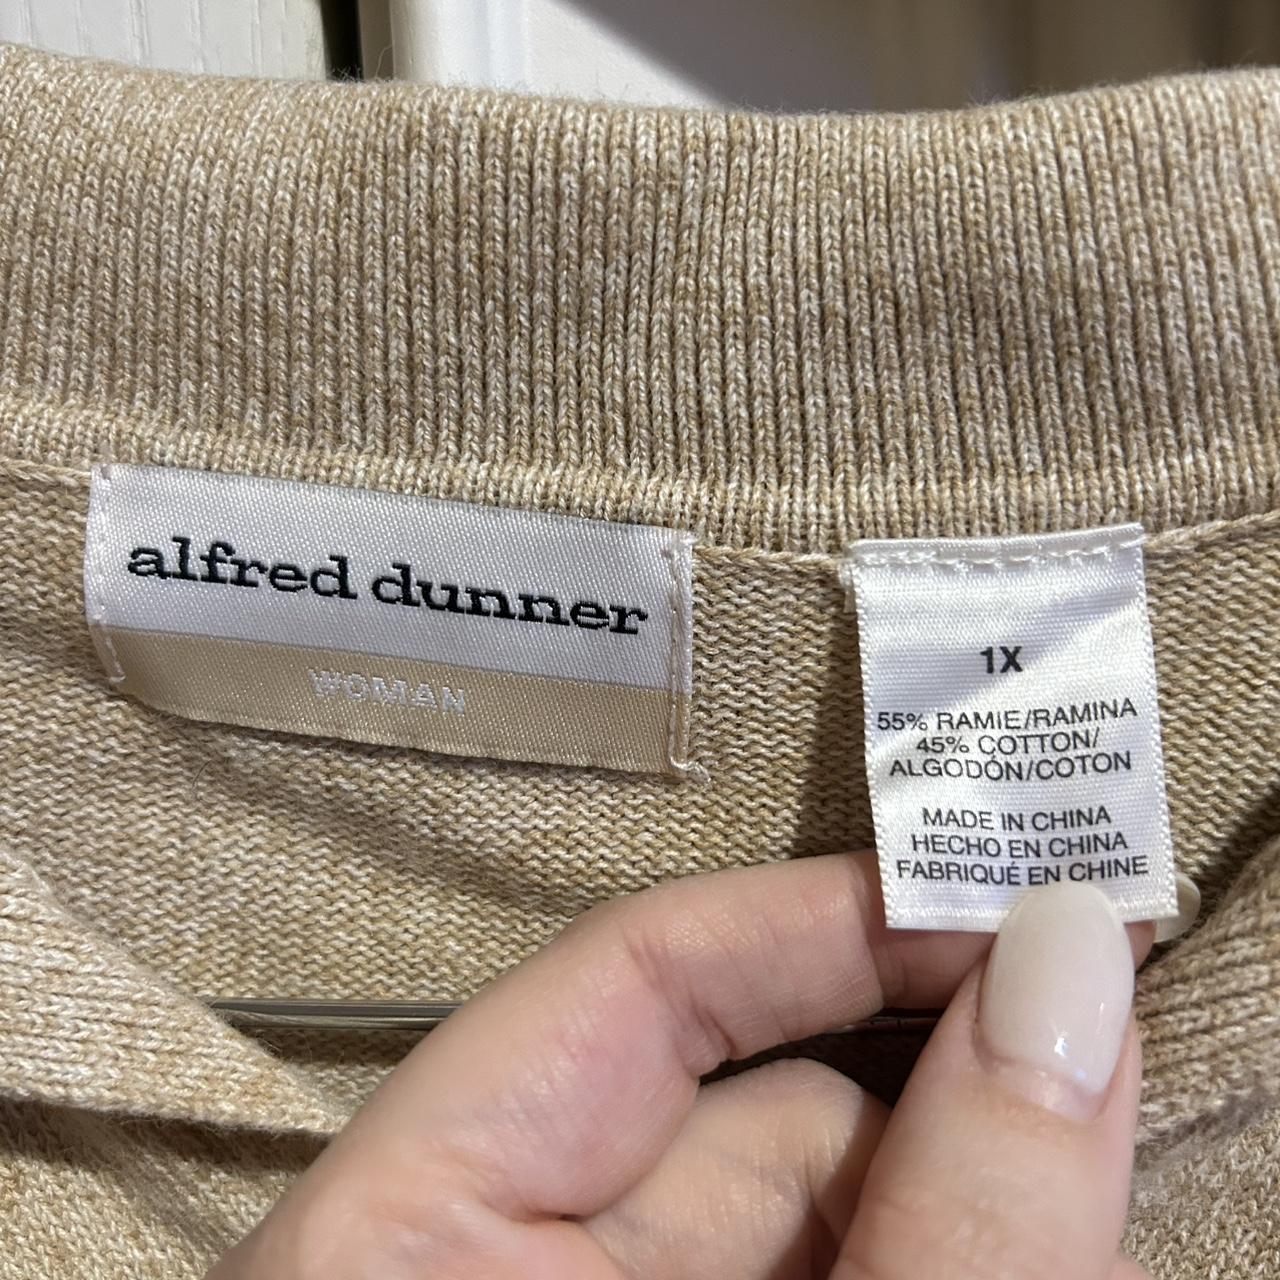 alfred dunner
WOMAN
1X
55% RAMIE/RAMINA
45% COTTON/
ALGODÓN/COTON
MADE IN CHINA
HECHO EN CHINA
FABRIQUÉ EN CHINE